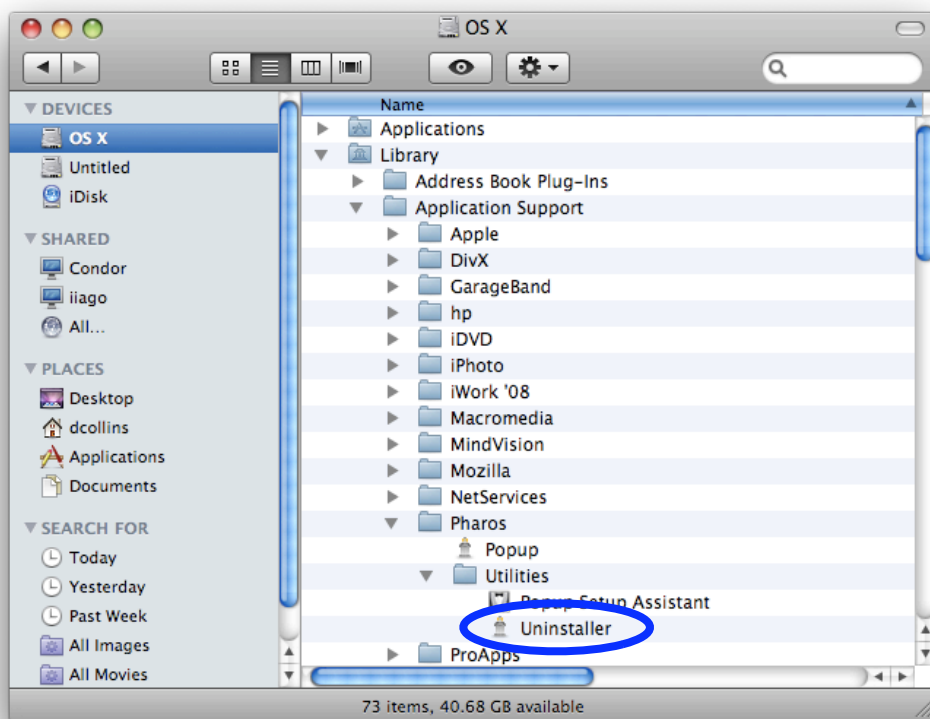 OS X
DEVICES
OS X
Untitled
iDisk
SHARED
Condor
iiago
All...
PLACES
Desktop
dcollins
Applications
Documents
SEARCH FOR
Today
Yesterday
Past Week
All Images
All Movies
Name
Applications
Library
Address Book Plug-Ins
Application Support
Apple
DivX
GarageBand
hp
iDVD
iPhoto
iWork '08
Macromedia
MindVision
Mozilla
NetServices
Pharos
Popup
Utilities
Popup Setup Assistant
Uninstaller
ProApps
73 items, 40.68 GB available